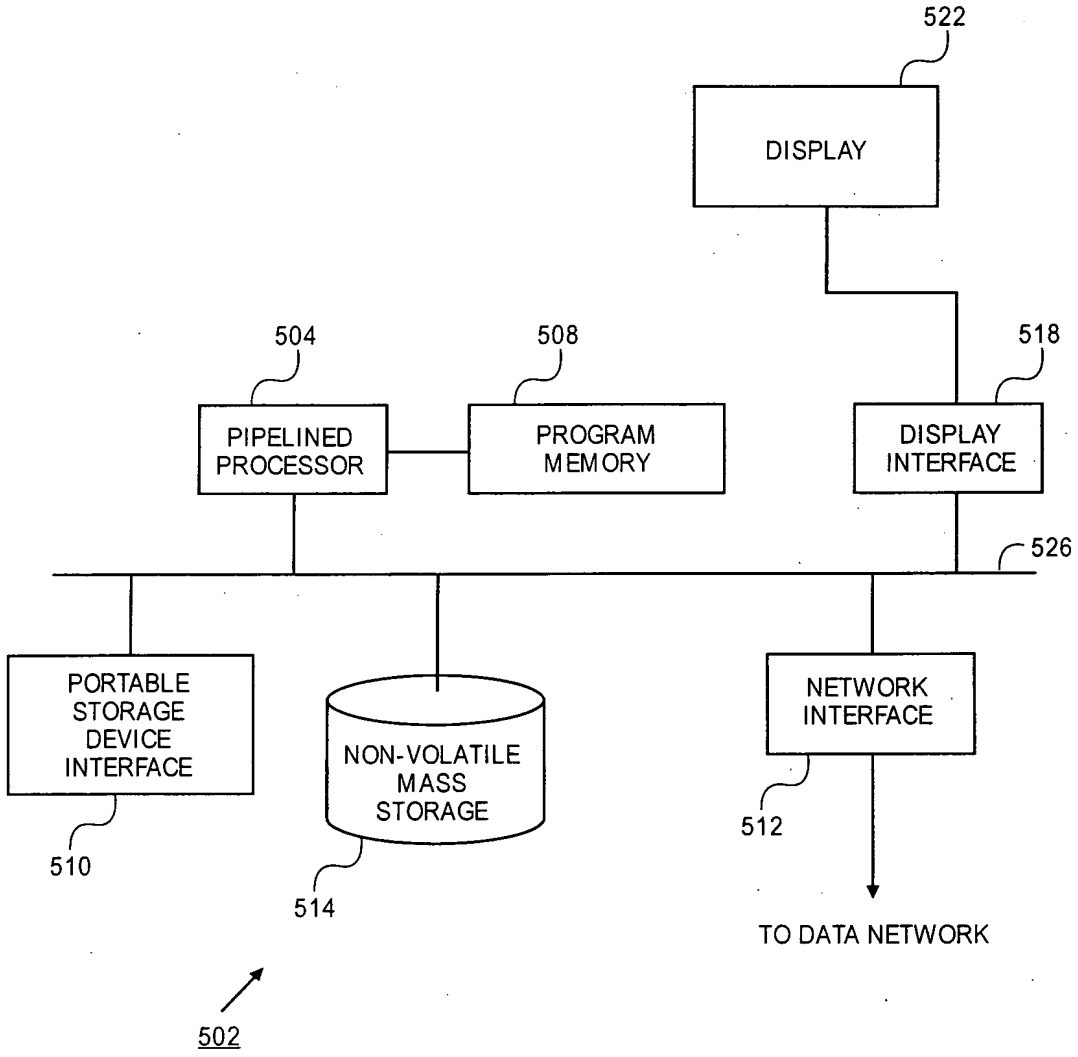 522
DISPLAY
504
508
518
PIPELINED
PROCESSOR
PROGRAM
MEMORY
DISPLAY
INTERFACE
526
PORTABLE
STORAGE
DEVICE
INTERFACE
NON-VOLATILE
MASS
STORAGE
NETWORK
INTERFACE
510
514
512
TO DATA NETWORK
502